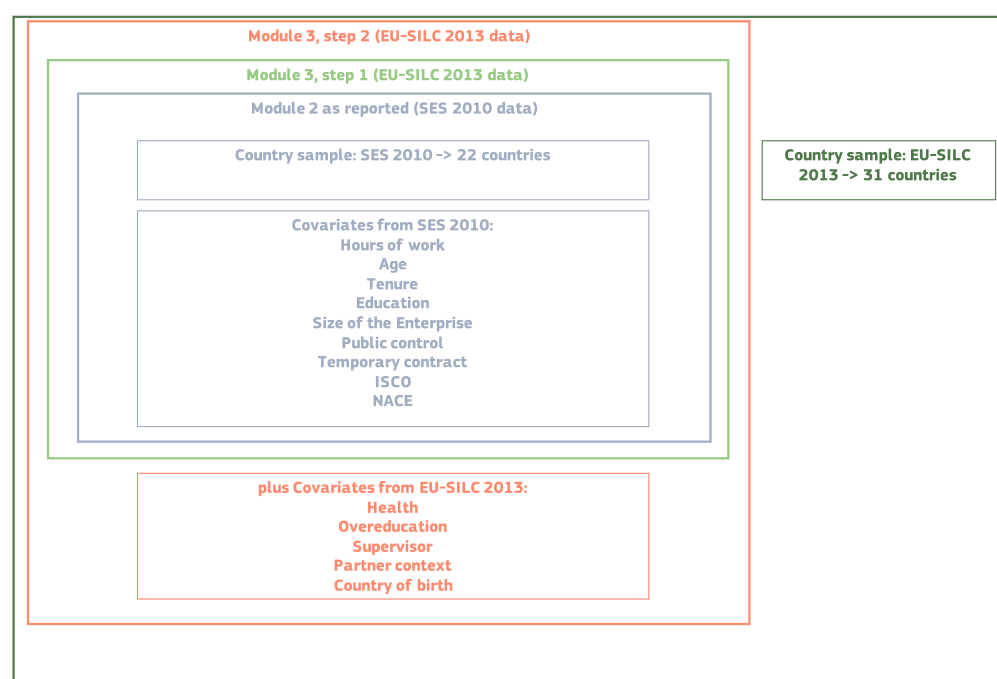 Module 3, step 2 (EU-SILC 2013 data)
Module 3, step 1 (EU-SILC 2013 data)
Module 2 as reported (SES 2010 data)
Country sample: SES 2010 -> 22 countries
Country sample: EU-SILC
2013 -> 31 countries
Covariates from SES 2010:
Hours of work
Age
Tenure
Education
Size of the Enterprise
Public control
Temporary contract
ISCO
NACE
plus Covariates from EU-SILC 2013:
Health
Overeducation
Supervisor
Partner context
Country of birth